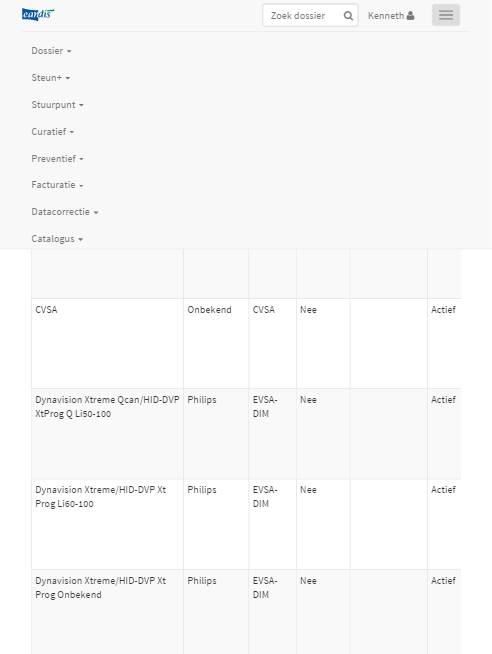 eandis
Zoek dossier
Kenneth
Dossier
Steun+
Stuurpunt
Curatief
Preventief
Facturatie
Datacorrectie
Catalogus
CVSA Onbekend CVSA Nee Actief
Dynavision Xtreme Qcan/HID-DVP Philips EVSA- Nee Actief
XtProg Q Li50-100 DIM
Dynavision Xtreme/HID-DVP Xt Philips EVSA- Nee Actief
Prog Li60-100 DIM
Dynavision Xtreme/HID-DVP Xt Philips EVSA- Nee Actief
Prog Onbekend DIM